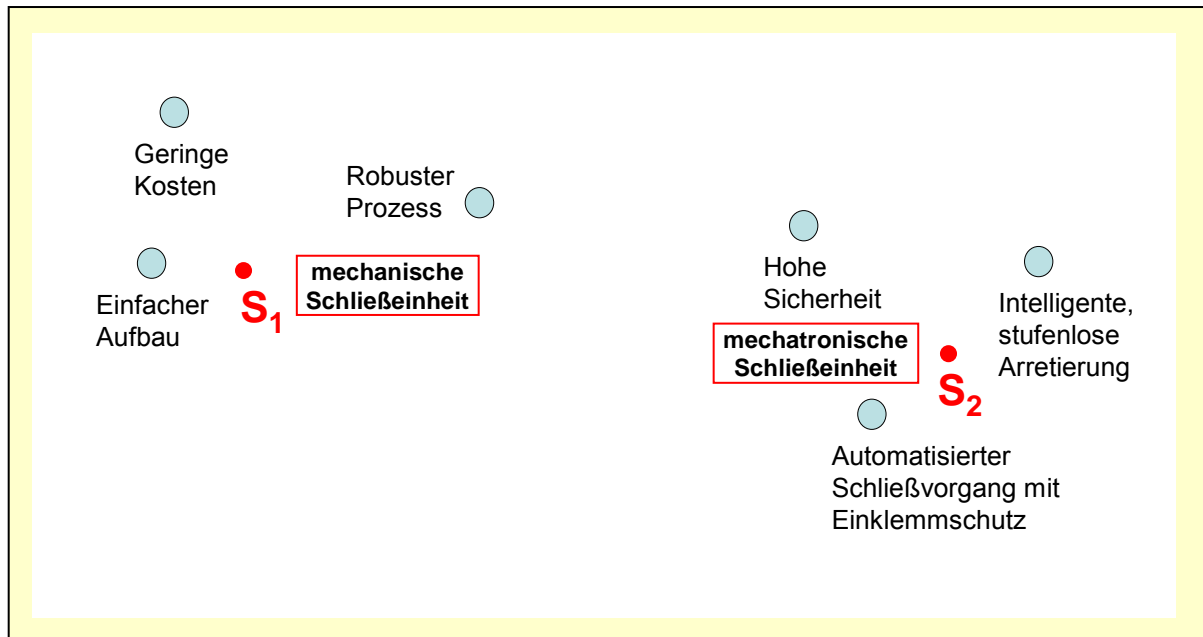 Geringe
Kosten
Robuster
Prozess
Einfacher
Aufbau
S₁
mechanische
Schließeinheit
Hohe
Sicherheit
Intelligente,
stufenlose
Arretierung
mechatronische
Schließeinheit
S₂
Automatisierter
Schließvorgang mit
Einklemmschutz